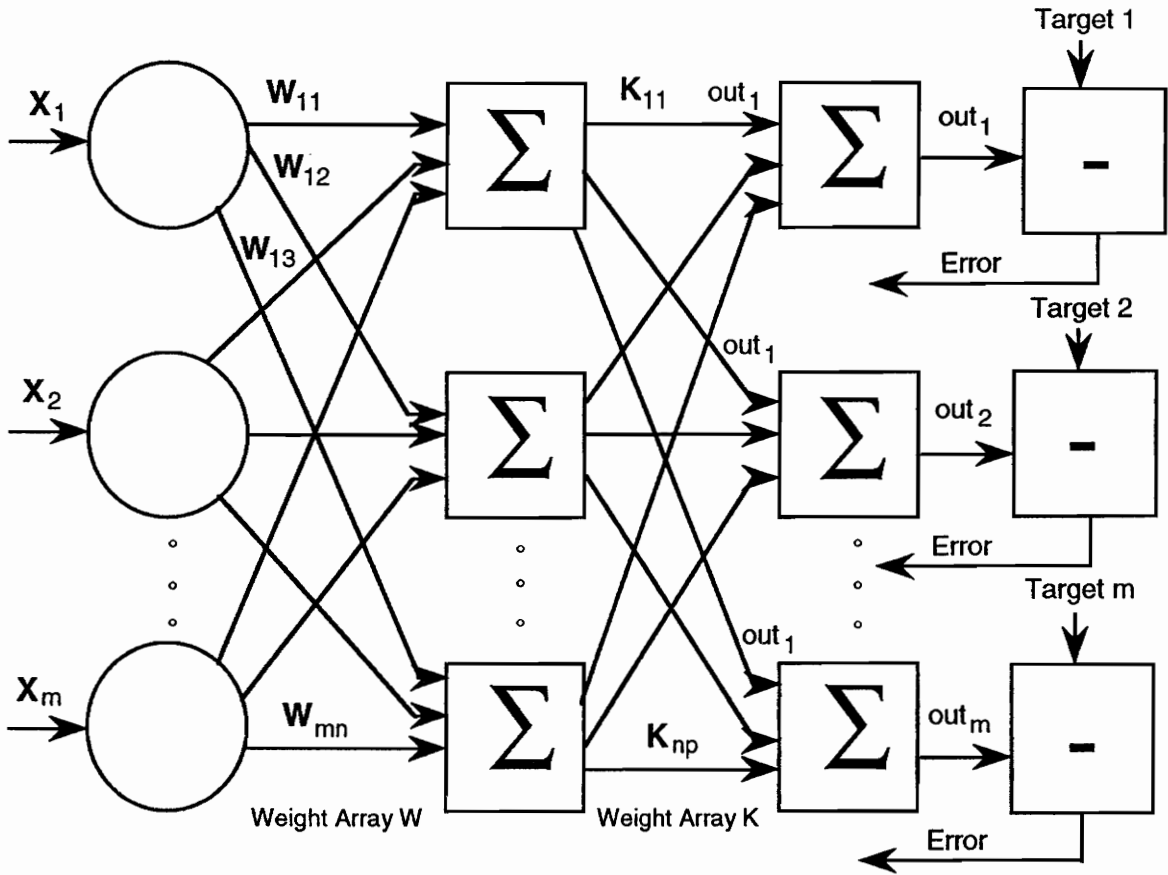 Target 1
X1
W11
K11
out1
out1
Σ
Σ
-
W12
W13
Error
Target 2
out1
X2
out2
Σ
Σ
-
Error
Target m
out1
Xm
Wmn
Knp
outm
Σ
Σ
-
Weight Array W
Weight Array K
Error